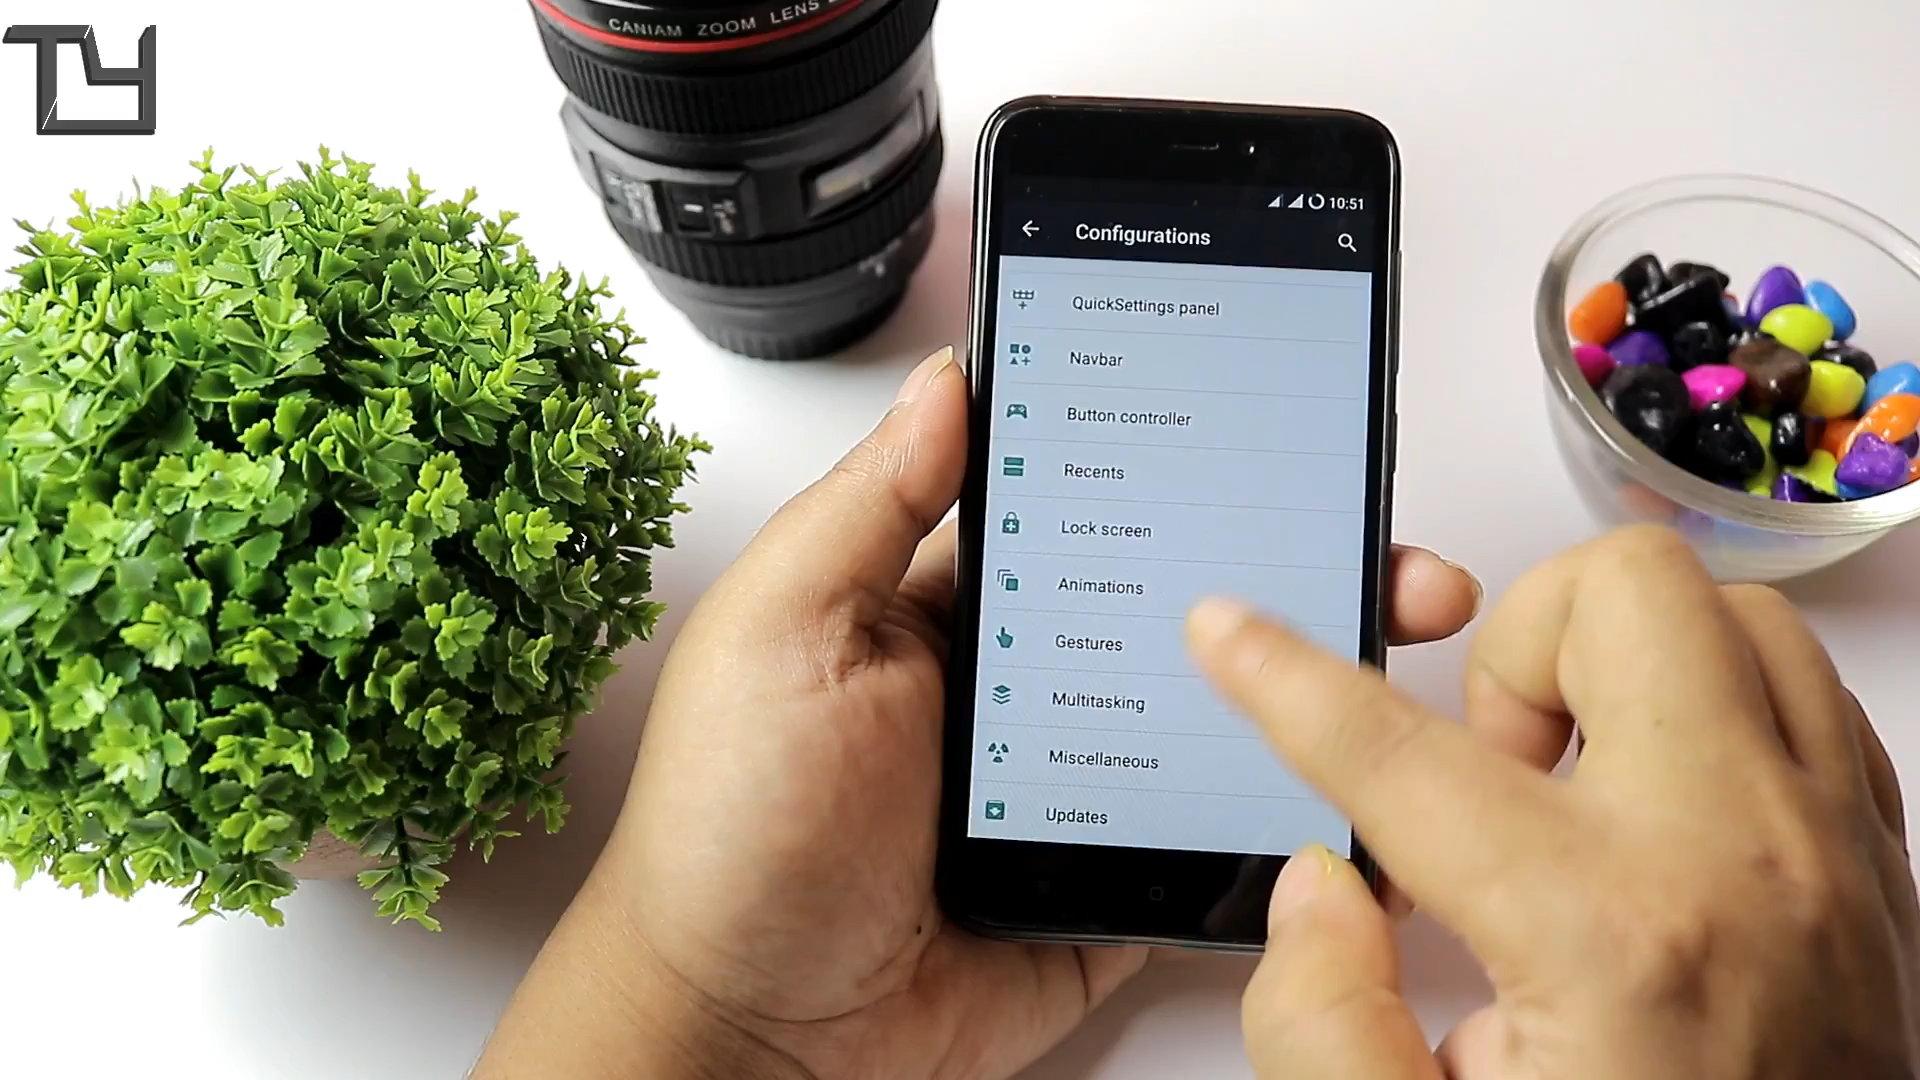 TY
CANIAM ZOOM LENS
10:51
Configurations
QuickSettings panel
Navbar
Button controller
Recents
Lock screen
Animations
Gestures
Multitasking
Miscellaneous
Updates